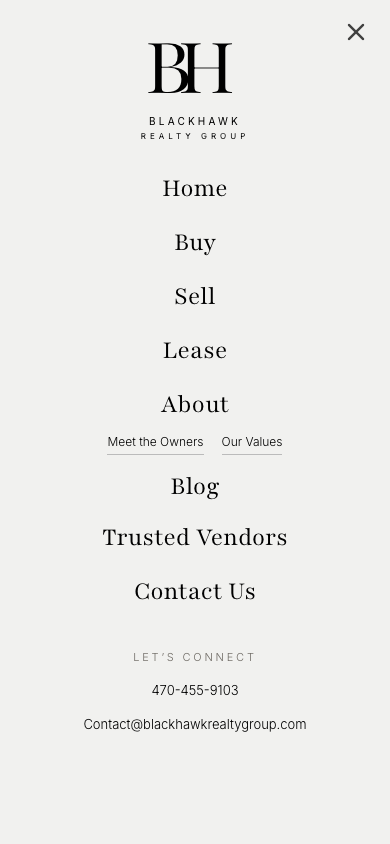 BH
BLACKHAWK
REALTY GROUP
Home
Buy
Sell
Lease
About
Meet the Owners Our Values
Blog
Trusted Vendors
Contact Us
LET'S CONNECT
470-455-9103
Contact@blackhawkrealtygroup.com